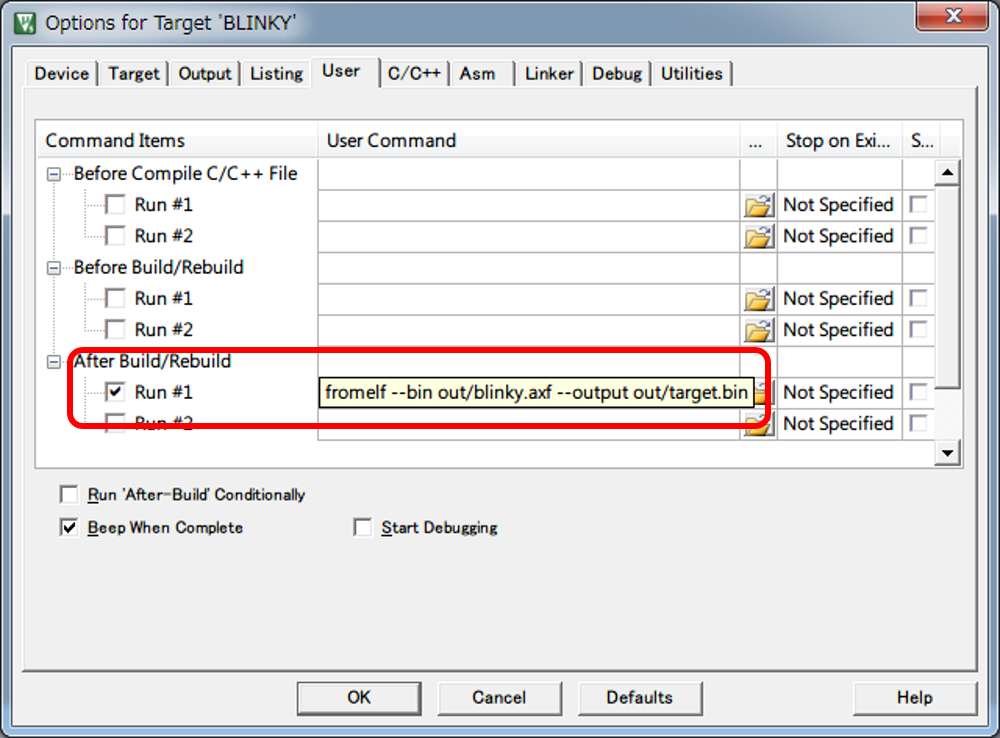 Options for Target 'BLINKY'
Device Target Output Listing User C/C++ Asm Linker Debug Utilities
Command Items User Command ... Stop on Exi... S...
Before Compile C/C++ File
Run #1 Not Specified
Run #2 Not Specified
Before Build/Rebuild
Run #1 Not Specified
Run #2 Not Specified
After Build/Rebuild
Run #1 fromelf --bin out/blinky.axf --output out/target.bin Not Specified
Run #2 Not Specified
Run 'After-Build' Conditionally
Beep When Complete Start Debugging
OK Cancel Defaults Help